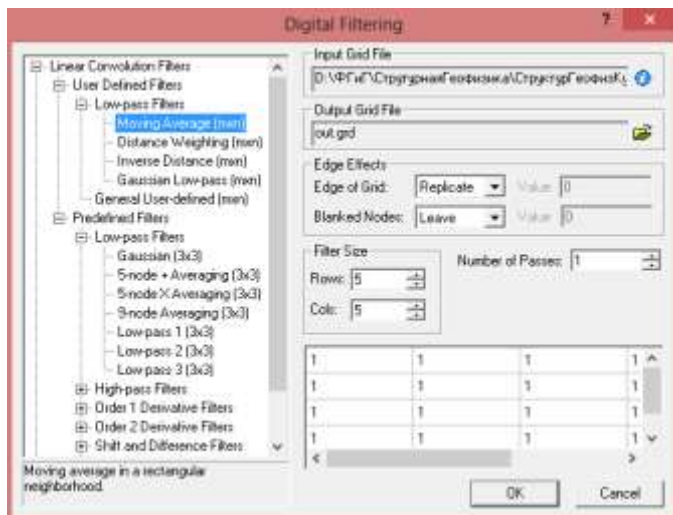 Digital Filtering
?
x
Linear Convolution Filters
User Defined Filters
Low-pass Filters
Moving Average (mxn)
Distance Weighting (mxn)
Inverse Distance (mxn)
Gaussian Low-pass (mxn)
General User-defined (mxn)
Predefined Filters
Low-pass Filters
Gaussian (3x3)
5-node + Averaging (3x3)
5-node X Averaging (3x3)
9-node Averaging (3x3)
Low-pass 1 (3x3)
Low-pass 2 (3x3)
Low-pass 3 (3x3)
High-pass Filters
Order 1 Derivative Filters
Order 2 Derivative Filters
Shift and Difference Filters
Moving average in a rectangular
neighborhood.
Input Grid File
Output Grid File
out.grd
Edge Effects
Edge of Grid: Replicate Value: 0
Blanked Nodes: Leave Value: 0
Filter Size
Rows: 5
Cols: 5
Number of Passes: 1
1 1 1 1
1 1 1 1
1 1 1 1
1 1 1 1
OK Cancel